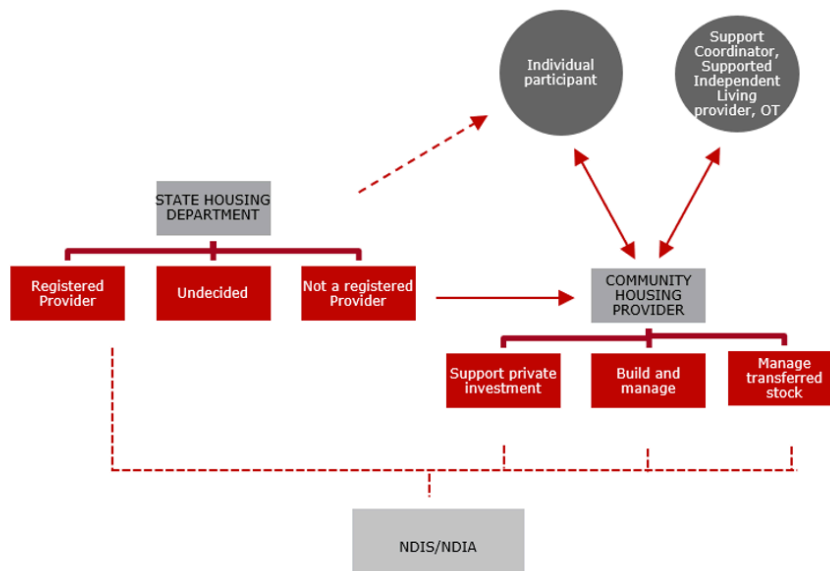 Individual
participant
Support
Coordinator,
Supported
Independent
Living
provider, OT
STATE HOUSING
DEPARTMENT
Registered
Provider
Undecided
Not a registered
Provider
COMMUNITY
HOUSING
PROVIDER
Support private
investment
Build and
manage
Manage
transferred
stock
NDIS/NDIA